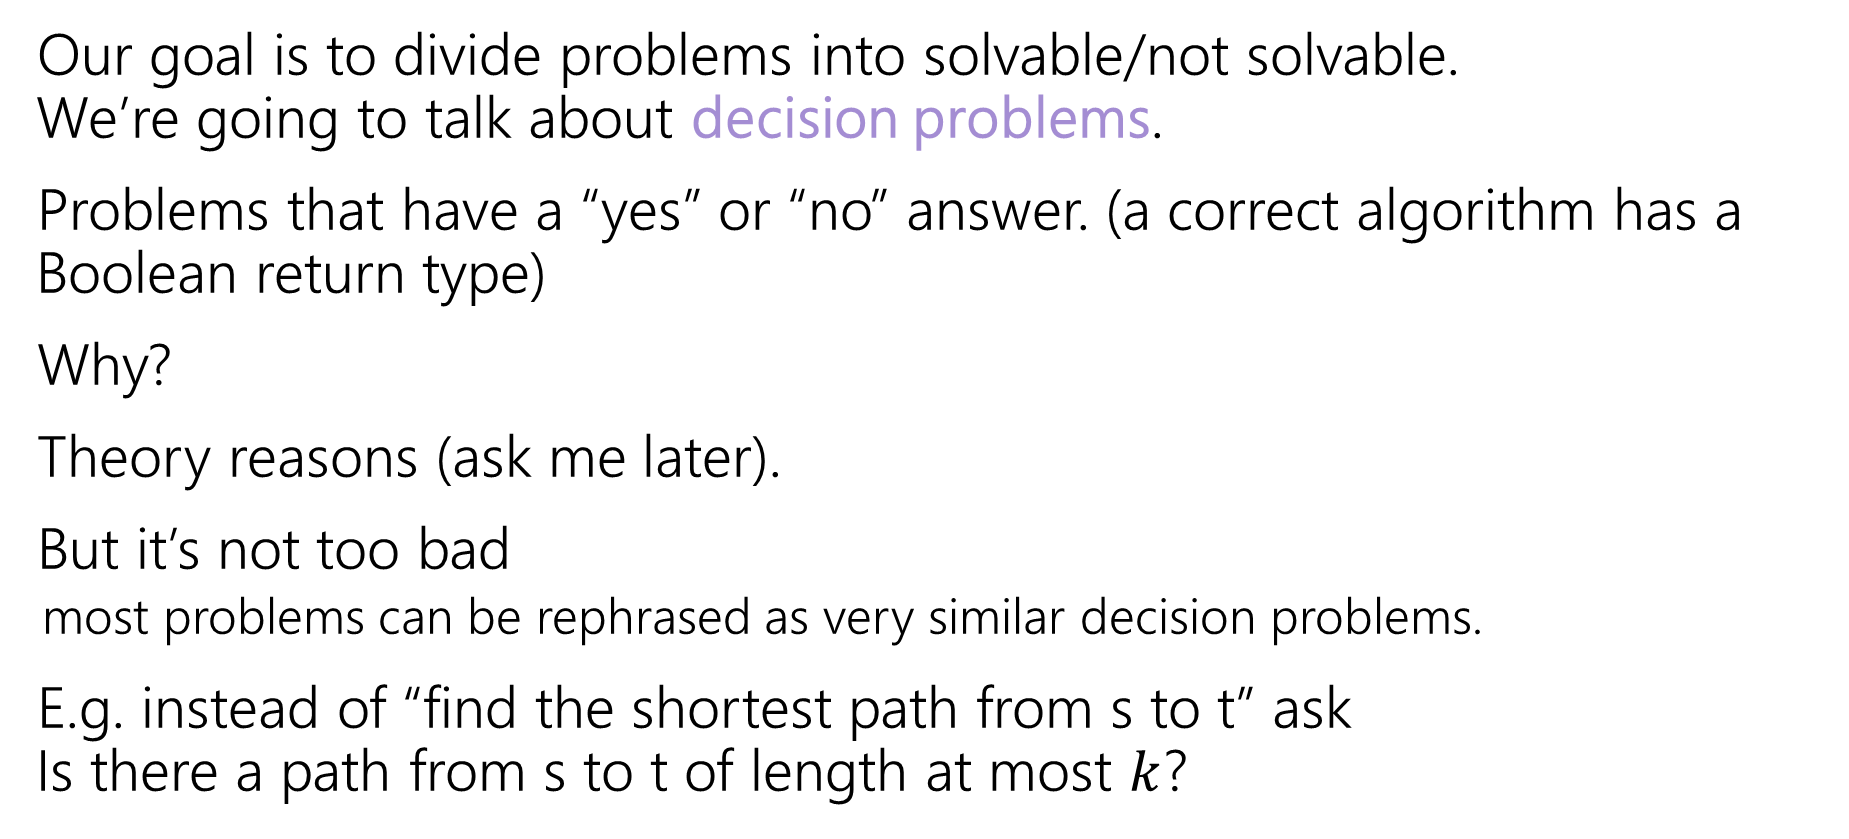 Our goal is to divide problems into solvable/not solvable.
We’re going to talk about decision problems.
Problems that have a “yes” or “no” answer. (a correct algorithm has a
Boolean return type)
Why?
Theory reasons (ask me later).
But it’s not too bad
most problems can be rephrased as very similar decision problems.
E.g. instead of “find the shortest path from s to t” ask
Is there a path from s to t of length at most k?